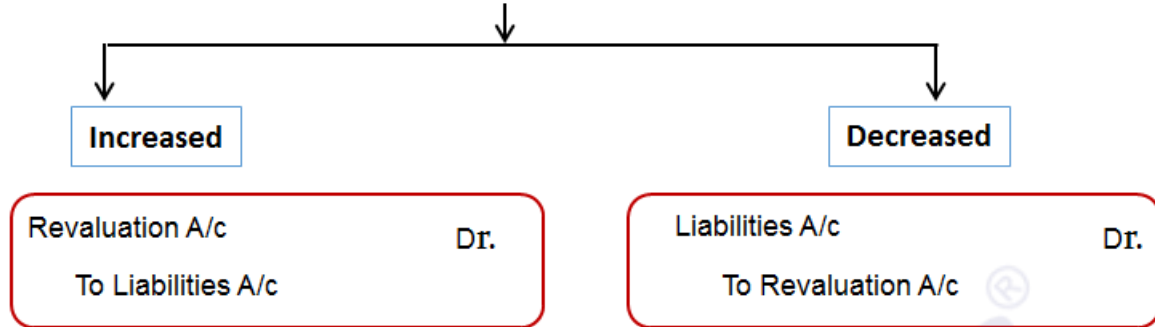 Increased
Decreased
Revaluation A/c Dr.
To Liabilities A/c
Liabilities A/c Dr.
To Revaluation A/c
®